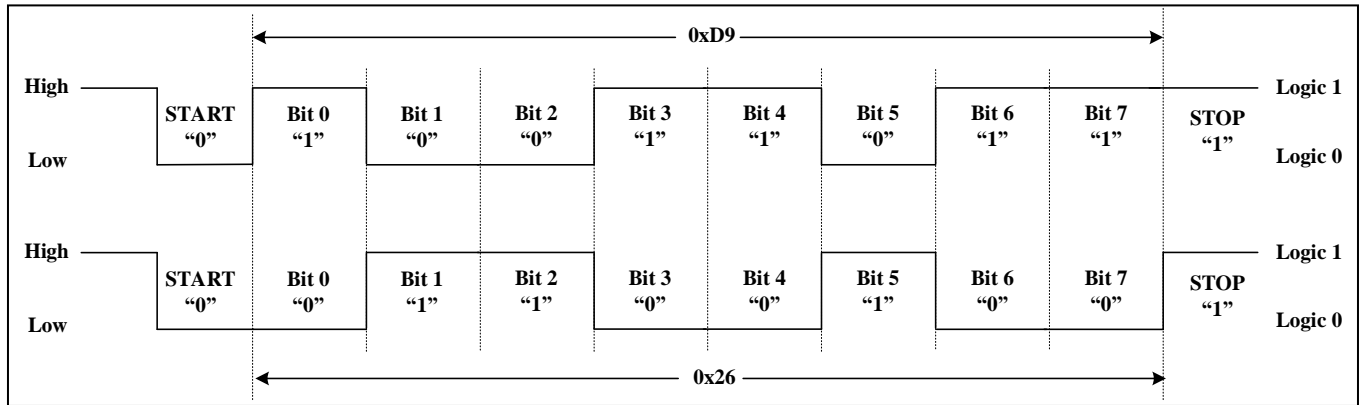 0xD9
High Logic 1
START Bit 0 Bit 1 Bit 2 Bit 3 Bit 4 Bit 5 Bit 6 Bit 7 STOP
“0” “1” “0” “0” “1” “1” “0” “1” “1” “1”
Low Logic 0
High Logic 1
START Bit 0 Bit 1 Bit 2 Bit 3 Bit 4 Bit 5 Bit 6 Bit 7 STOP
“0” “0” “1” “1” “0” “0” “1” “0” “0” “1”
Low Logic 0
0x26